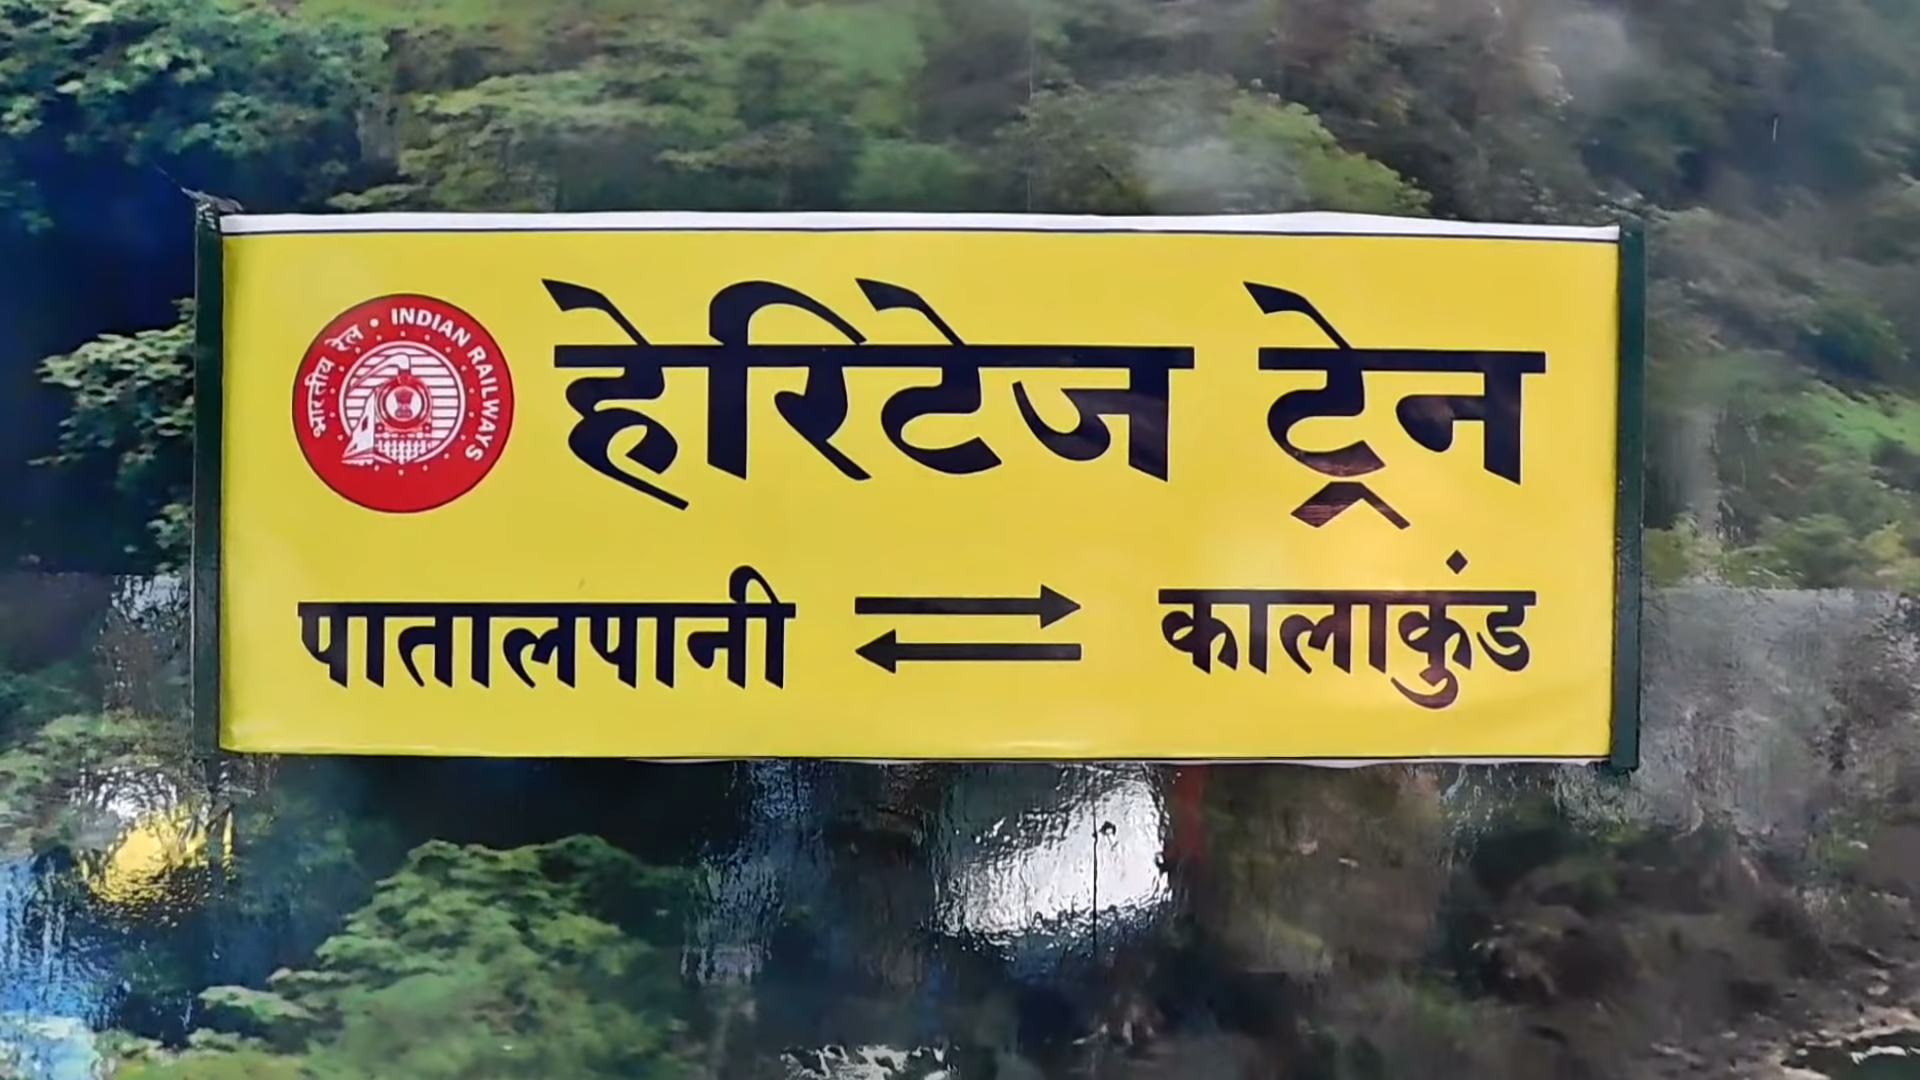 भारतीय रेल • INDIAN RAILWAYS
हेरिटेज ट्रेन
पातालपानी कालाकुंड